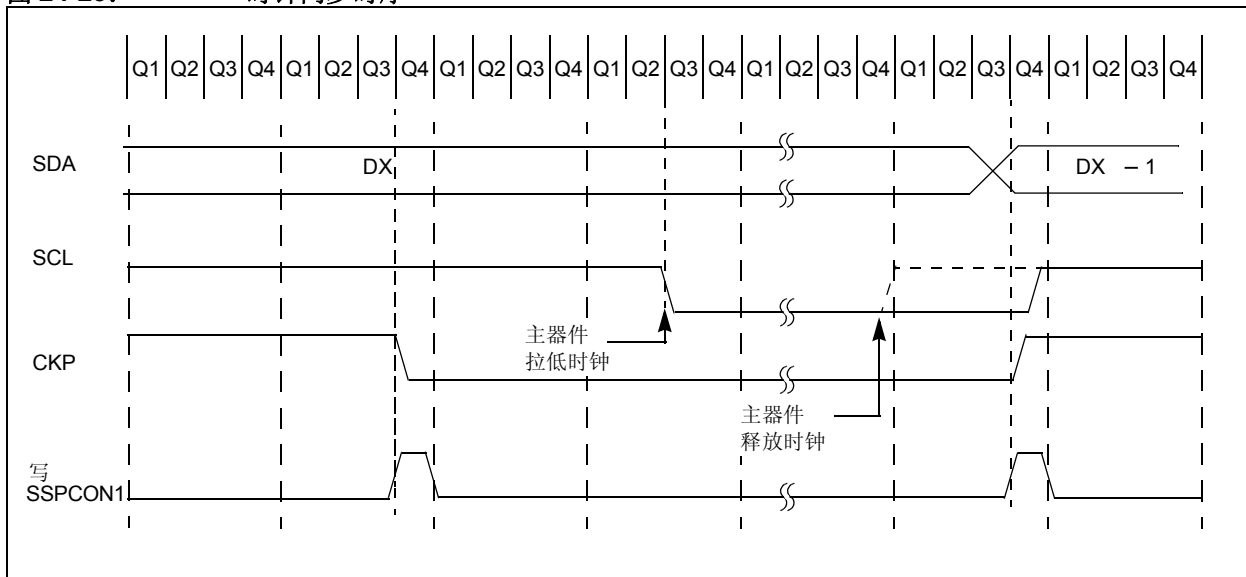 Q1 Q2 Q3 Q4 Q1 Q2 Q3 Q4 Q1 Q2 Q3 Q4 Q1 Q2 Q3 Q4 Q1 Q2 Q3 Q4 Q1 Q2 Q3 Q4 Q1 Q2 Q3 Q4
SDA
DX
DX – 1
SCL
主器件
拉低时钟
CKP
主器件
释放时钟
写
SSPCON1